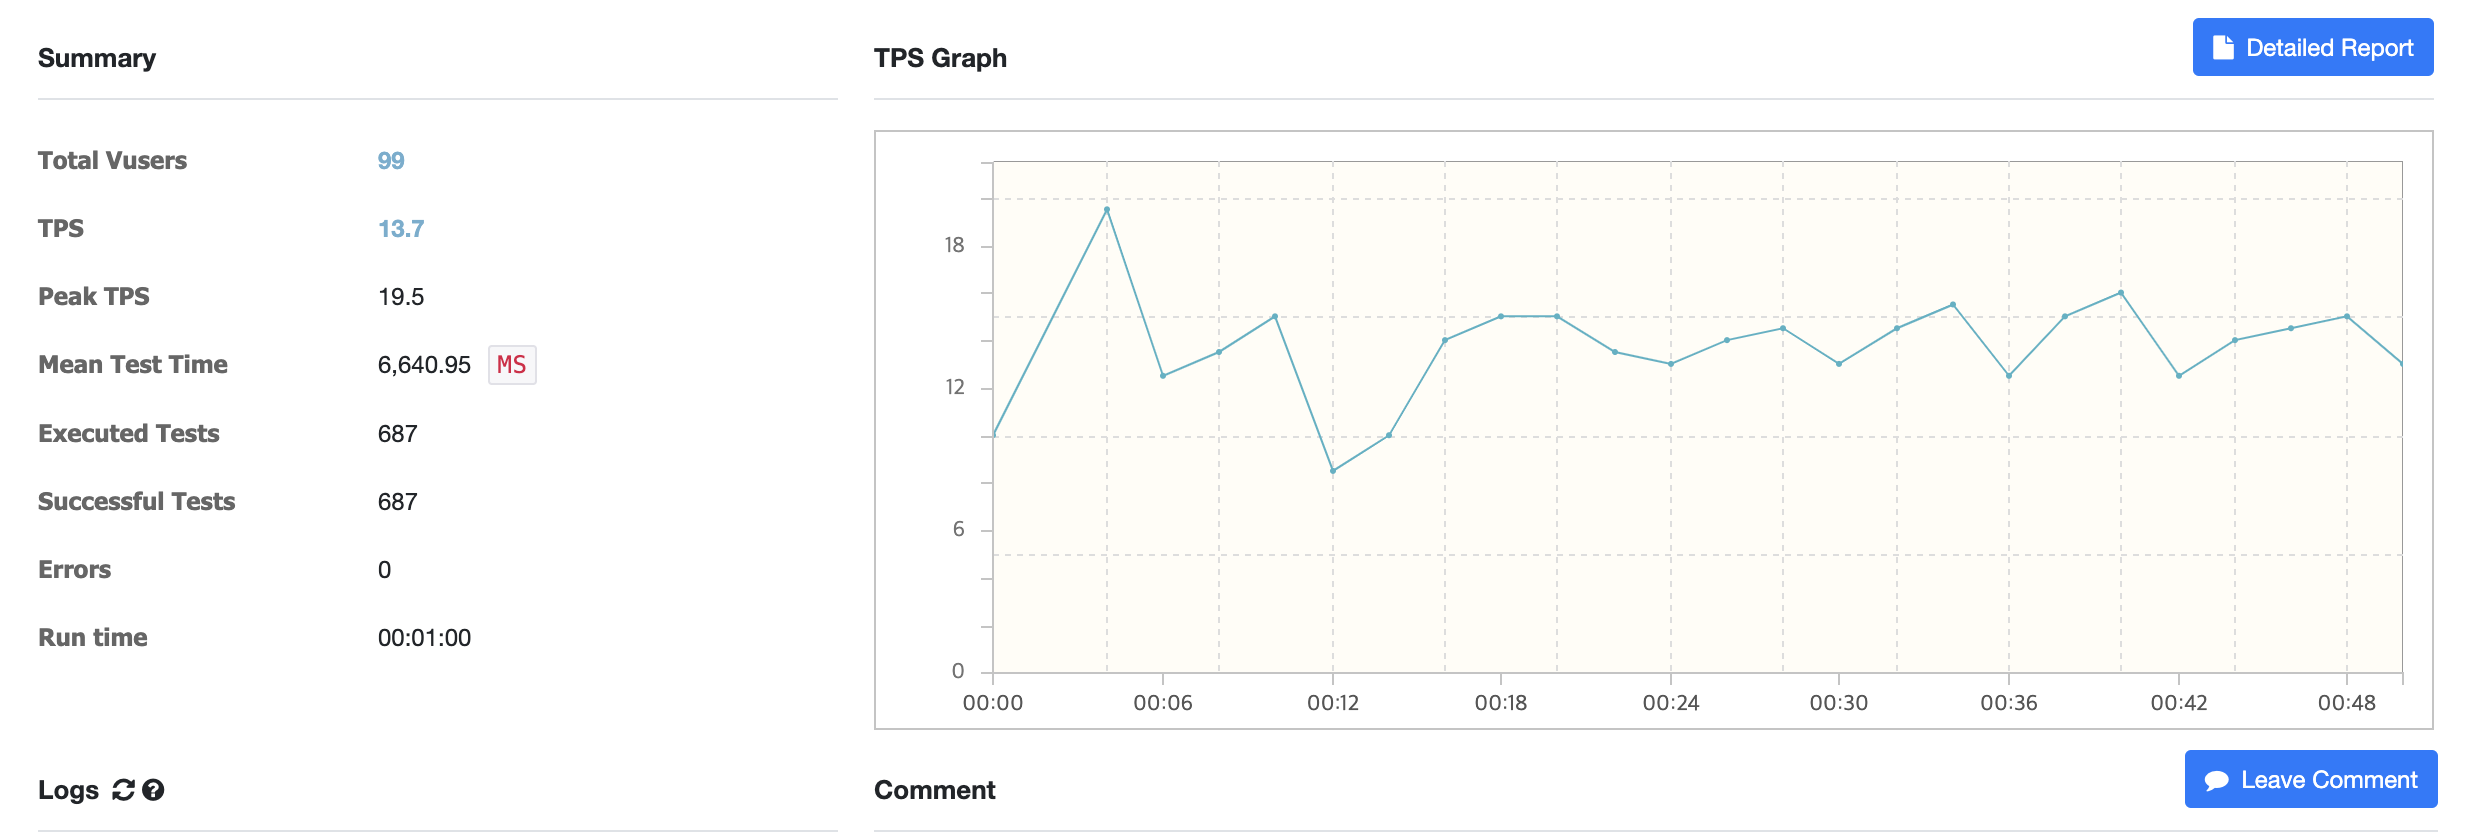 Summary
Total Vusers 99
TPS 13.7
Peak TPS 19.5
Mean Test Time 6,640.95 MS
Executed Tests 687
Successful Tests 687
Errors 0
Run time 00:01:00
TPS Graph
Detailed Report
18
12
6
0
00:00 00:06 00:12 00:18 00:24 00:30 00:36 00:42 00:48
Logs
Comment
Leave Comment